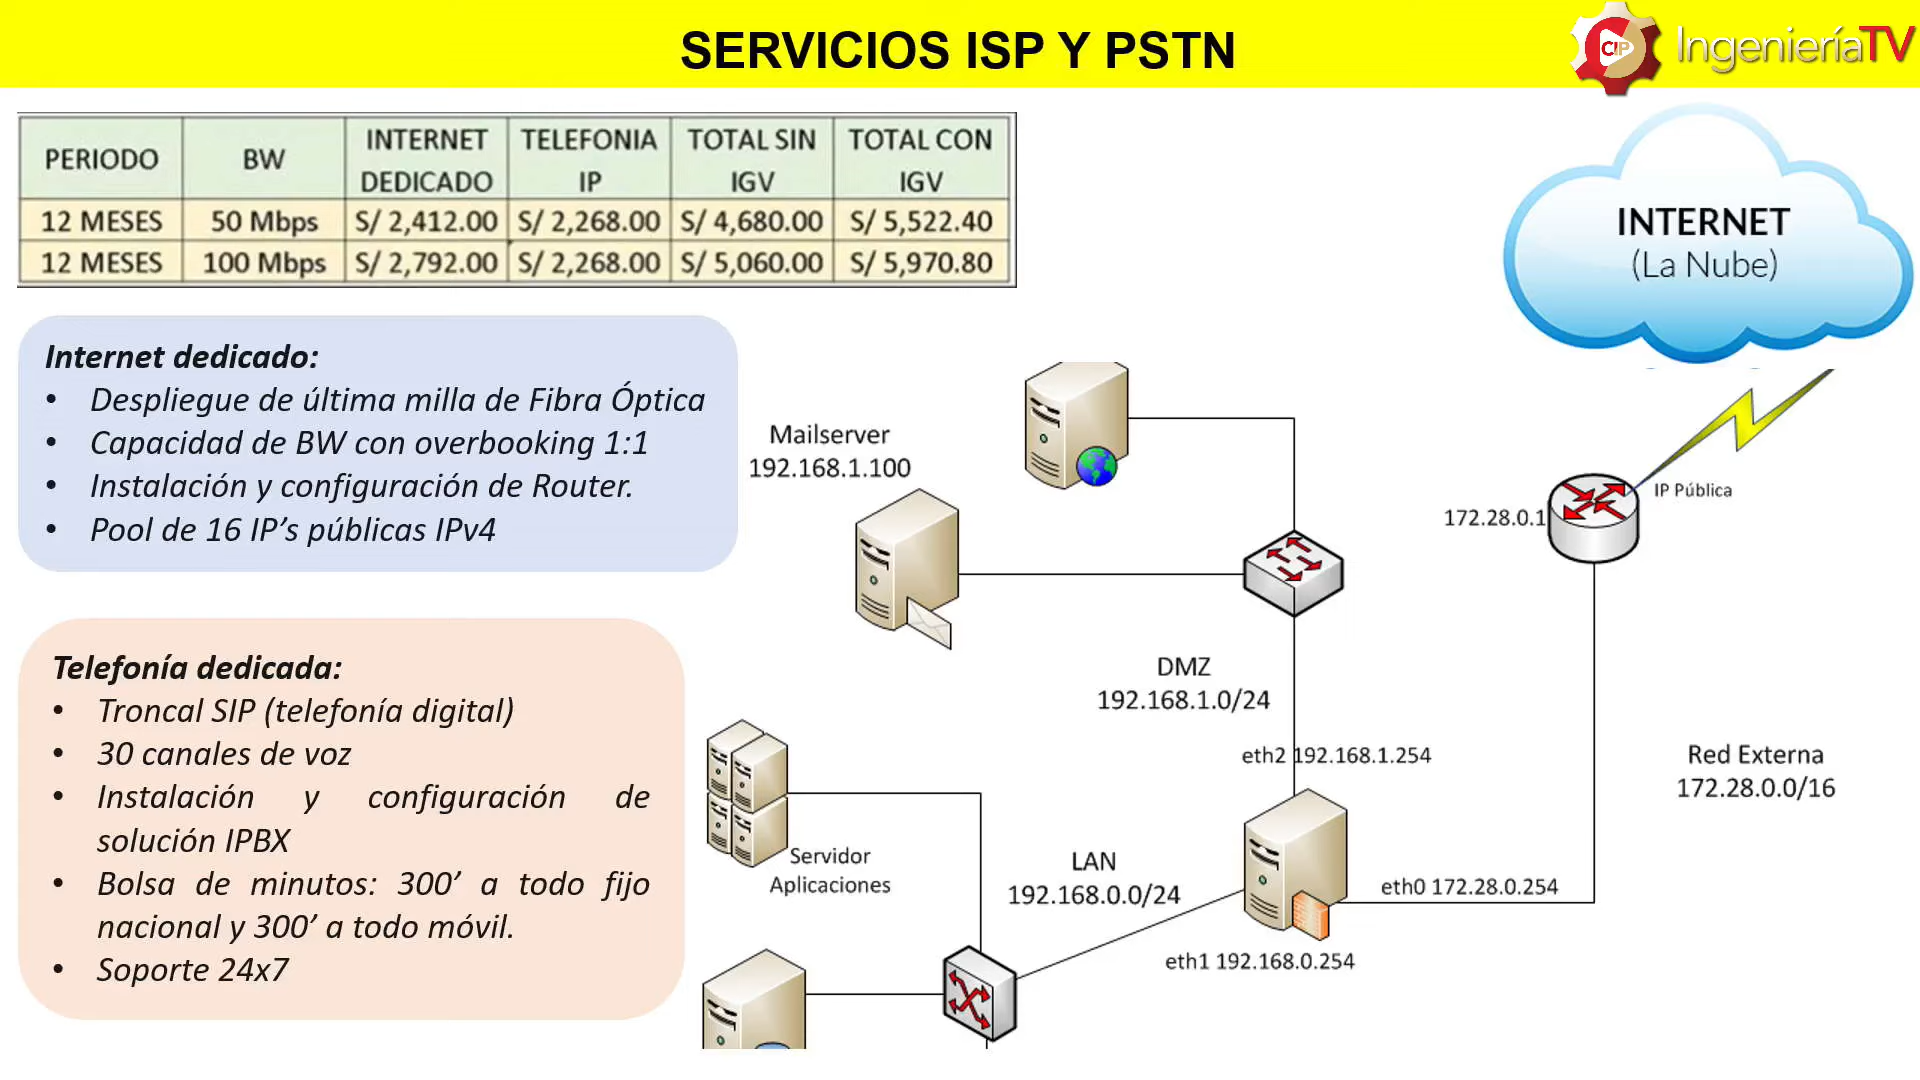 SERVICIOS ISP Y PSTN
CIP IngenieríaTV
PERIODO BW INTERNET DEDICADO TELEFONIA IP TOTAL SIN IGV TOTAL CON IGV
12 MESES 50 Mbps S/ 2,412.00 S/ 2,268.00 S/ 4,680.00 S/ 5,522.40
12 MESES 100 Mbps S/ 2,792.00 S/ 2,268.00 S/ 5,060.00 S/ 5,970.80
INTERNET
(La Nube)
Internet dedicado:
• Despliegue de última milla de Fibra Óptica
• Capacidad de BW con overbooking 1:1
• Instalación y configuración de Router.
• Pool de 16 IP’s públicas IPv4
Telefonía dedicada:
• Troncal SIP (telefonía digital)
• 30 canales de voz
• Instalación y configuración de
solución IPBX
• Bolsa de minutos: 300’ a todo fijo
nacional y 300’ a todo móvil.
• Soporte 24x7
Mailserver
192.168.1.100
IP Pública
172.28.0.1
DMZ
192.168.1.0/24
eth2 192.168.1.254
Red Externa
172.28.0.0/16
Servidor
Aplicaciones
LAN
192.168.0.0/24
eth0 172.28.0.254
eth1 192.168.0.254